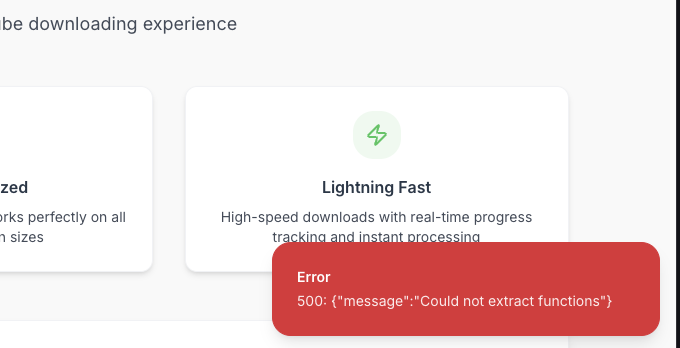 ube downloading experience
zed
orks perfectly on all
n sizes
Lightning Fast
High-speed downloads with real-time progress
tracking and instant processing
Error
500: {"message":"Could not extract functions"}